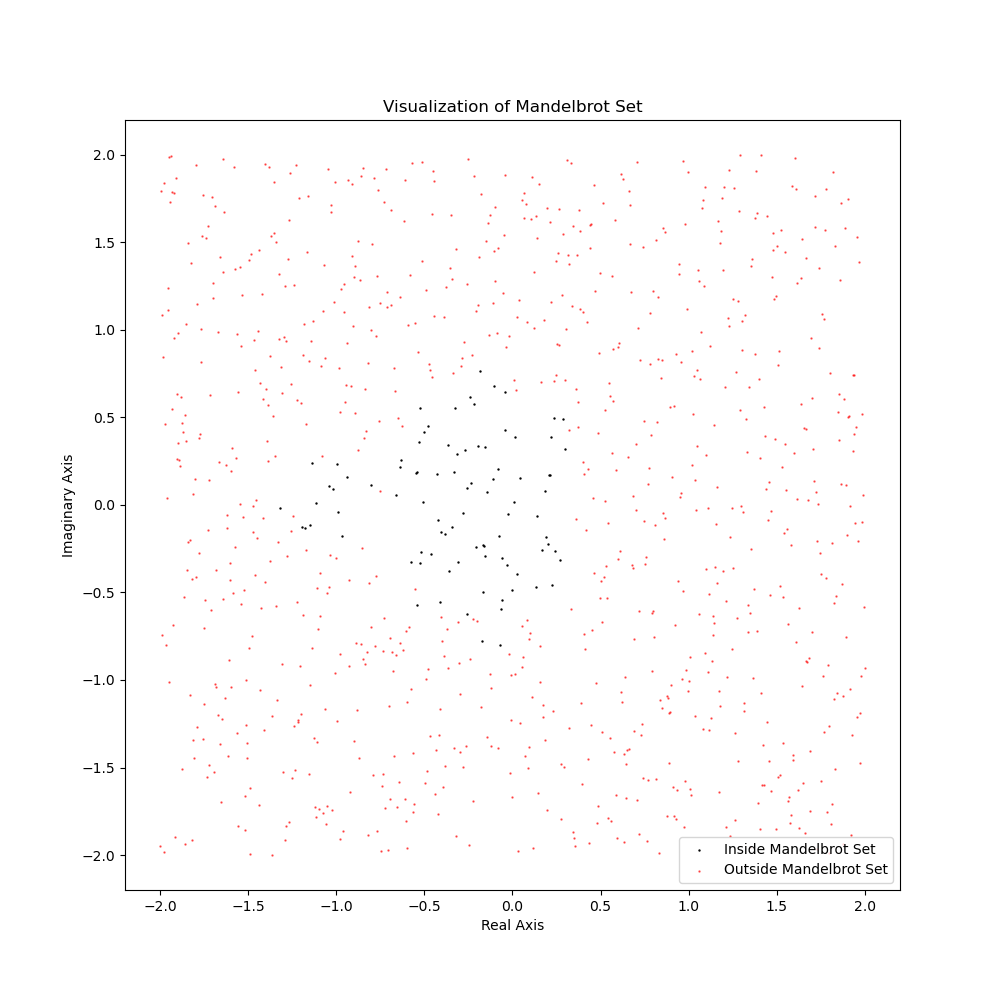 Visualization of Mandelbrot Set
2.0
1.5
1.0
0.5
0.0
−0.5
−1.0
−1.5
−2.0
Imaginary Axis
Inside Mandelbrot Set
Outside Mandelbrot Set
−2.0 −1.5 −1.0 −0.5 0.0 0.5 1.0 1.5 2.0
Real Axis